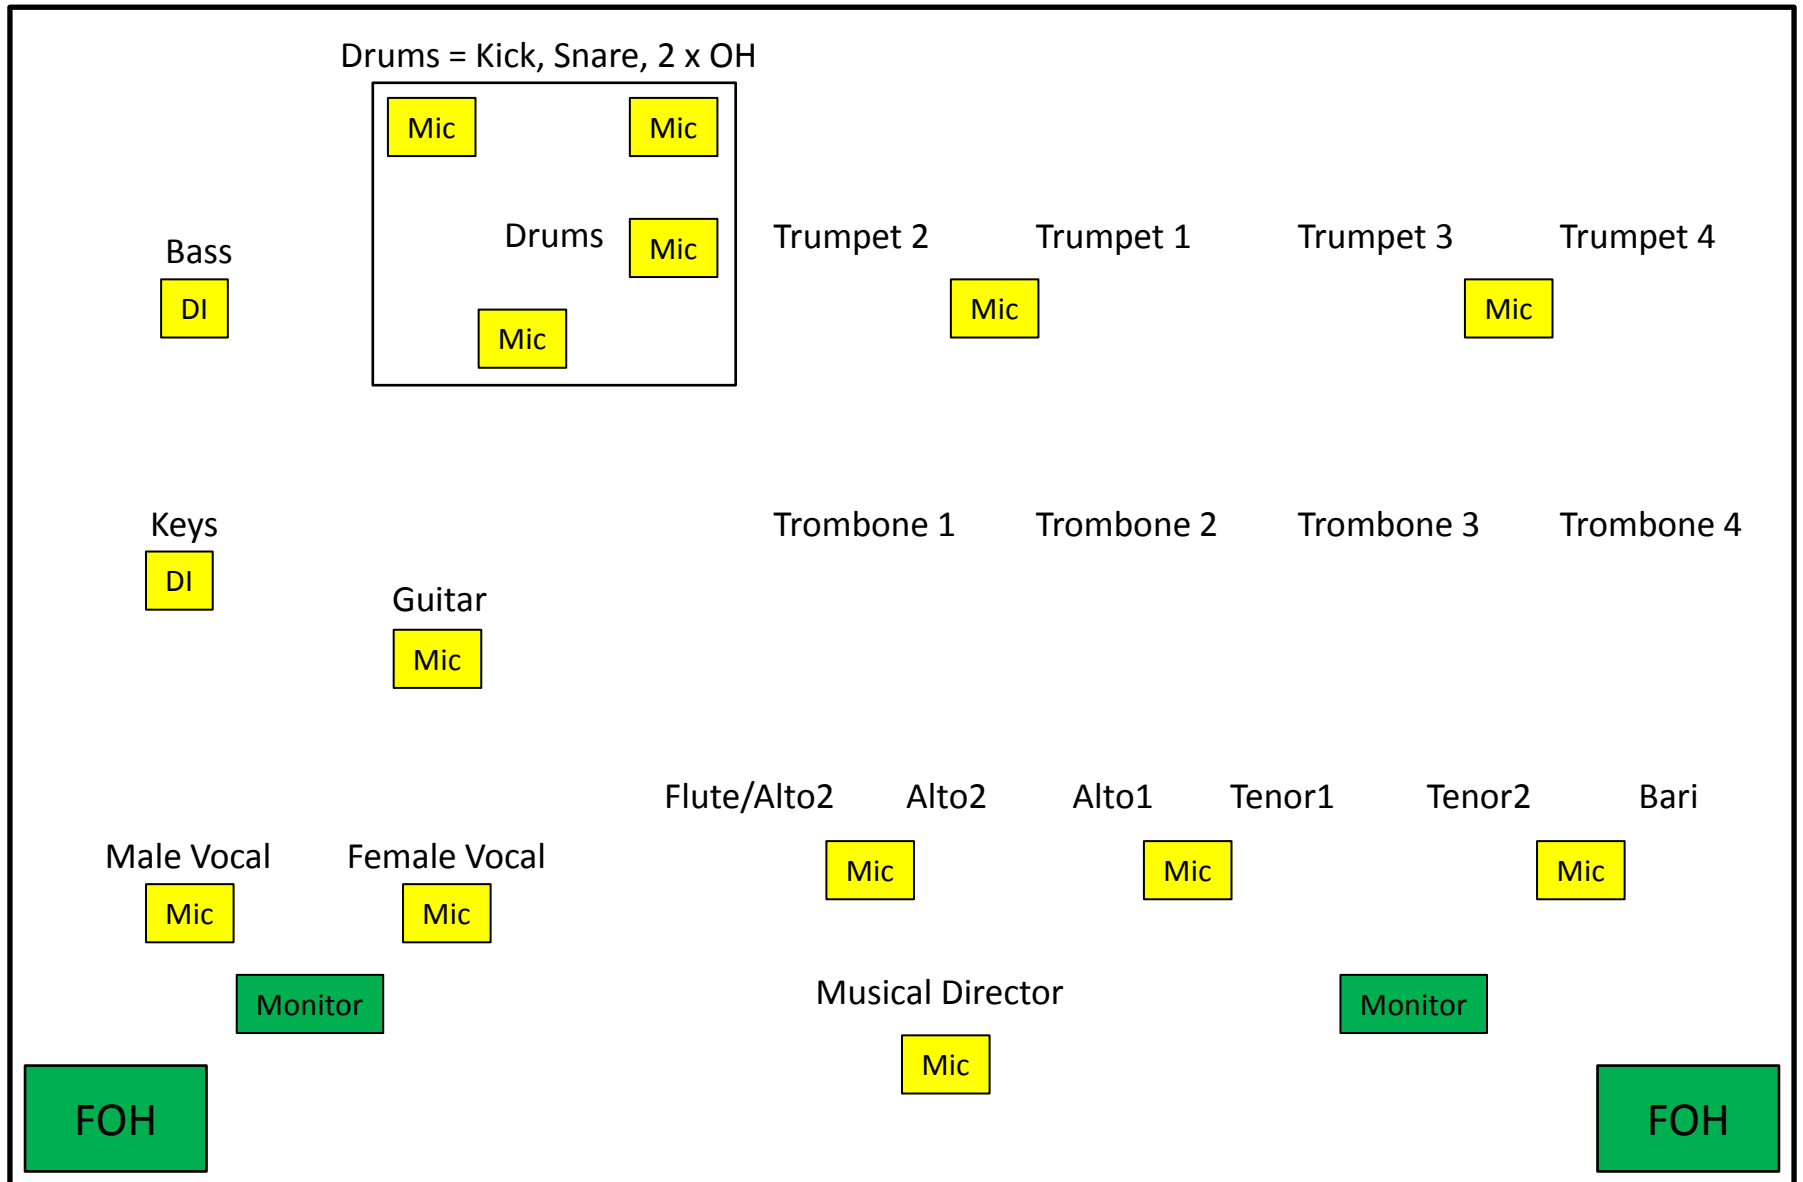 Drums = Kick, Snare, 2 x OH
Mic Mic
Drums Mic
Mic
Bass
DI
Trumpet 2 Trumpet 1 Trumpet 3 Trumpet 4
Mic Mic
Keys
DI
Guitar
Mic
Trombone 1 Trombone 2 Trombone 3 Trombone 4
Flute/Alto2 Alto2 Alto1 Tenor1 Tenor2 Bari
Mic Mic Mic
Male Vocal Female Vocal
Mic Mic
Monitor
Musical Director
Mic
Monitor
FOH FOH